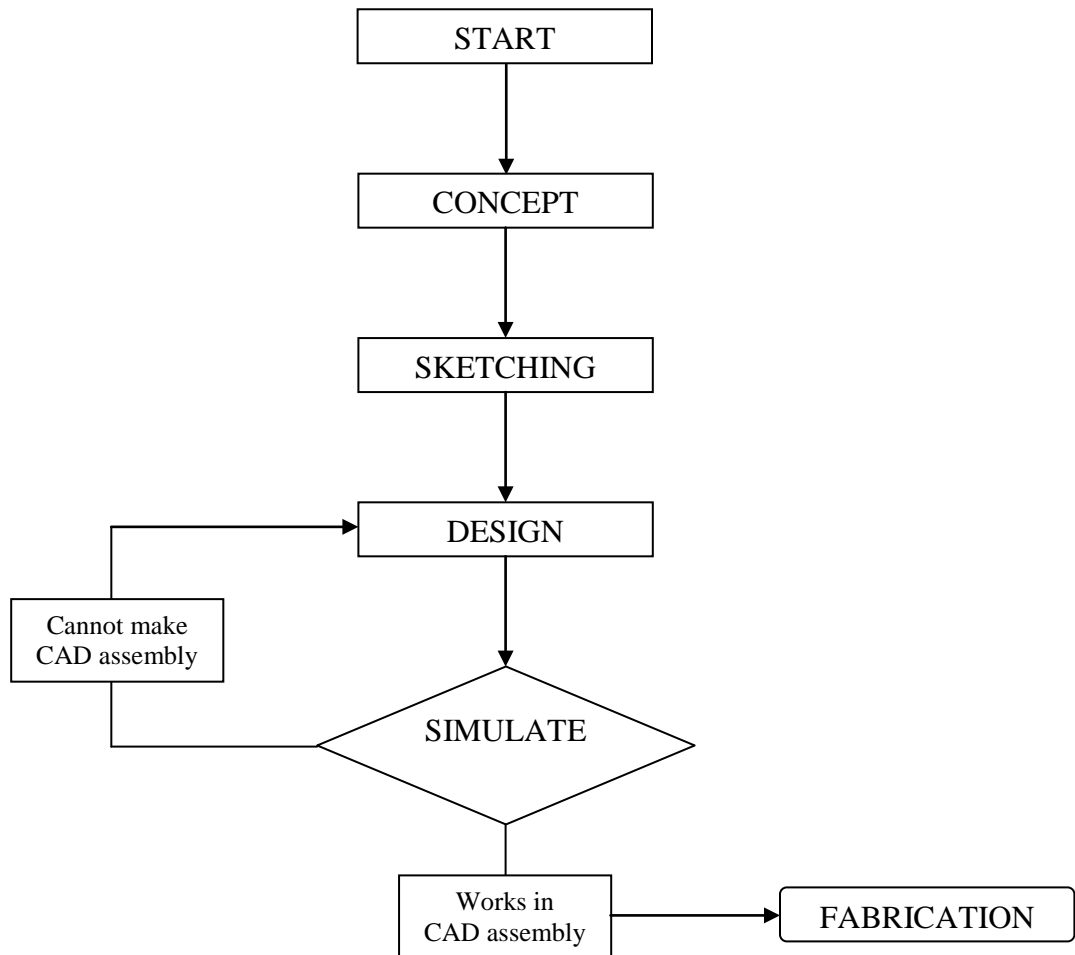 START
CONCEPT
SKETCHING
DESIGN
Cannot make
CAD assembly
SIMULATE
Works in
CAD assembly
FABRICATION